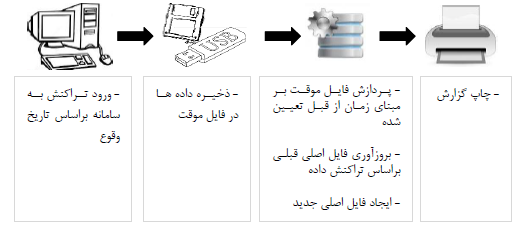 USB
- ورود تراکنش به
سامانه براساس تاریخ
وقوع
- ذخیره داده ها
در فایل موقت
- پردازش فایل موقت بر
مبنای زمان از قبل تعیین
شده
- بروزآوری فایل اصلی قبلی
براساس تراکنش داده
- ایجاد فایل اصلی جدید
- چاپ گزارش